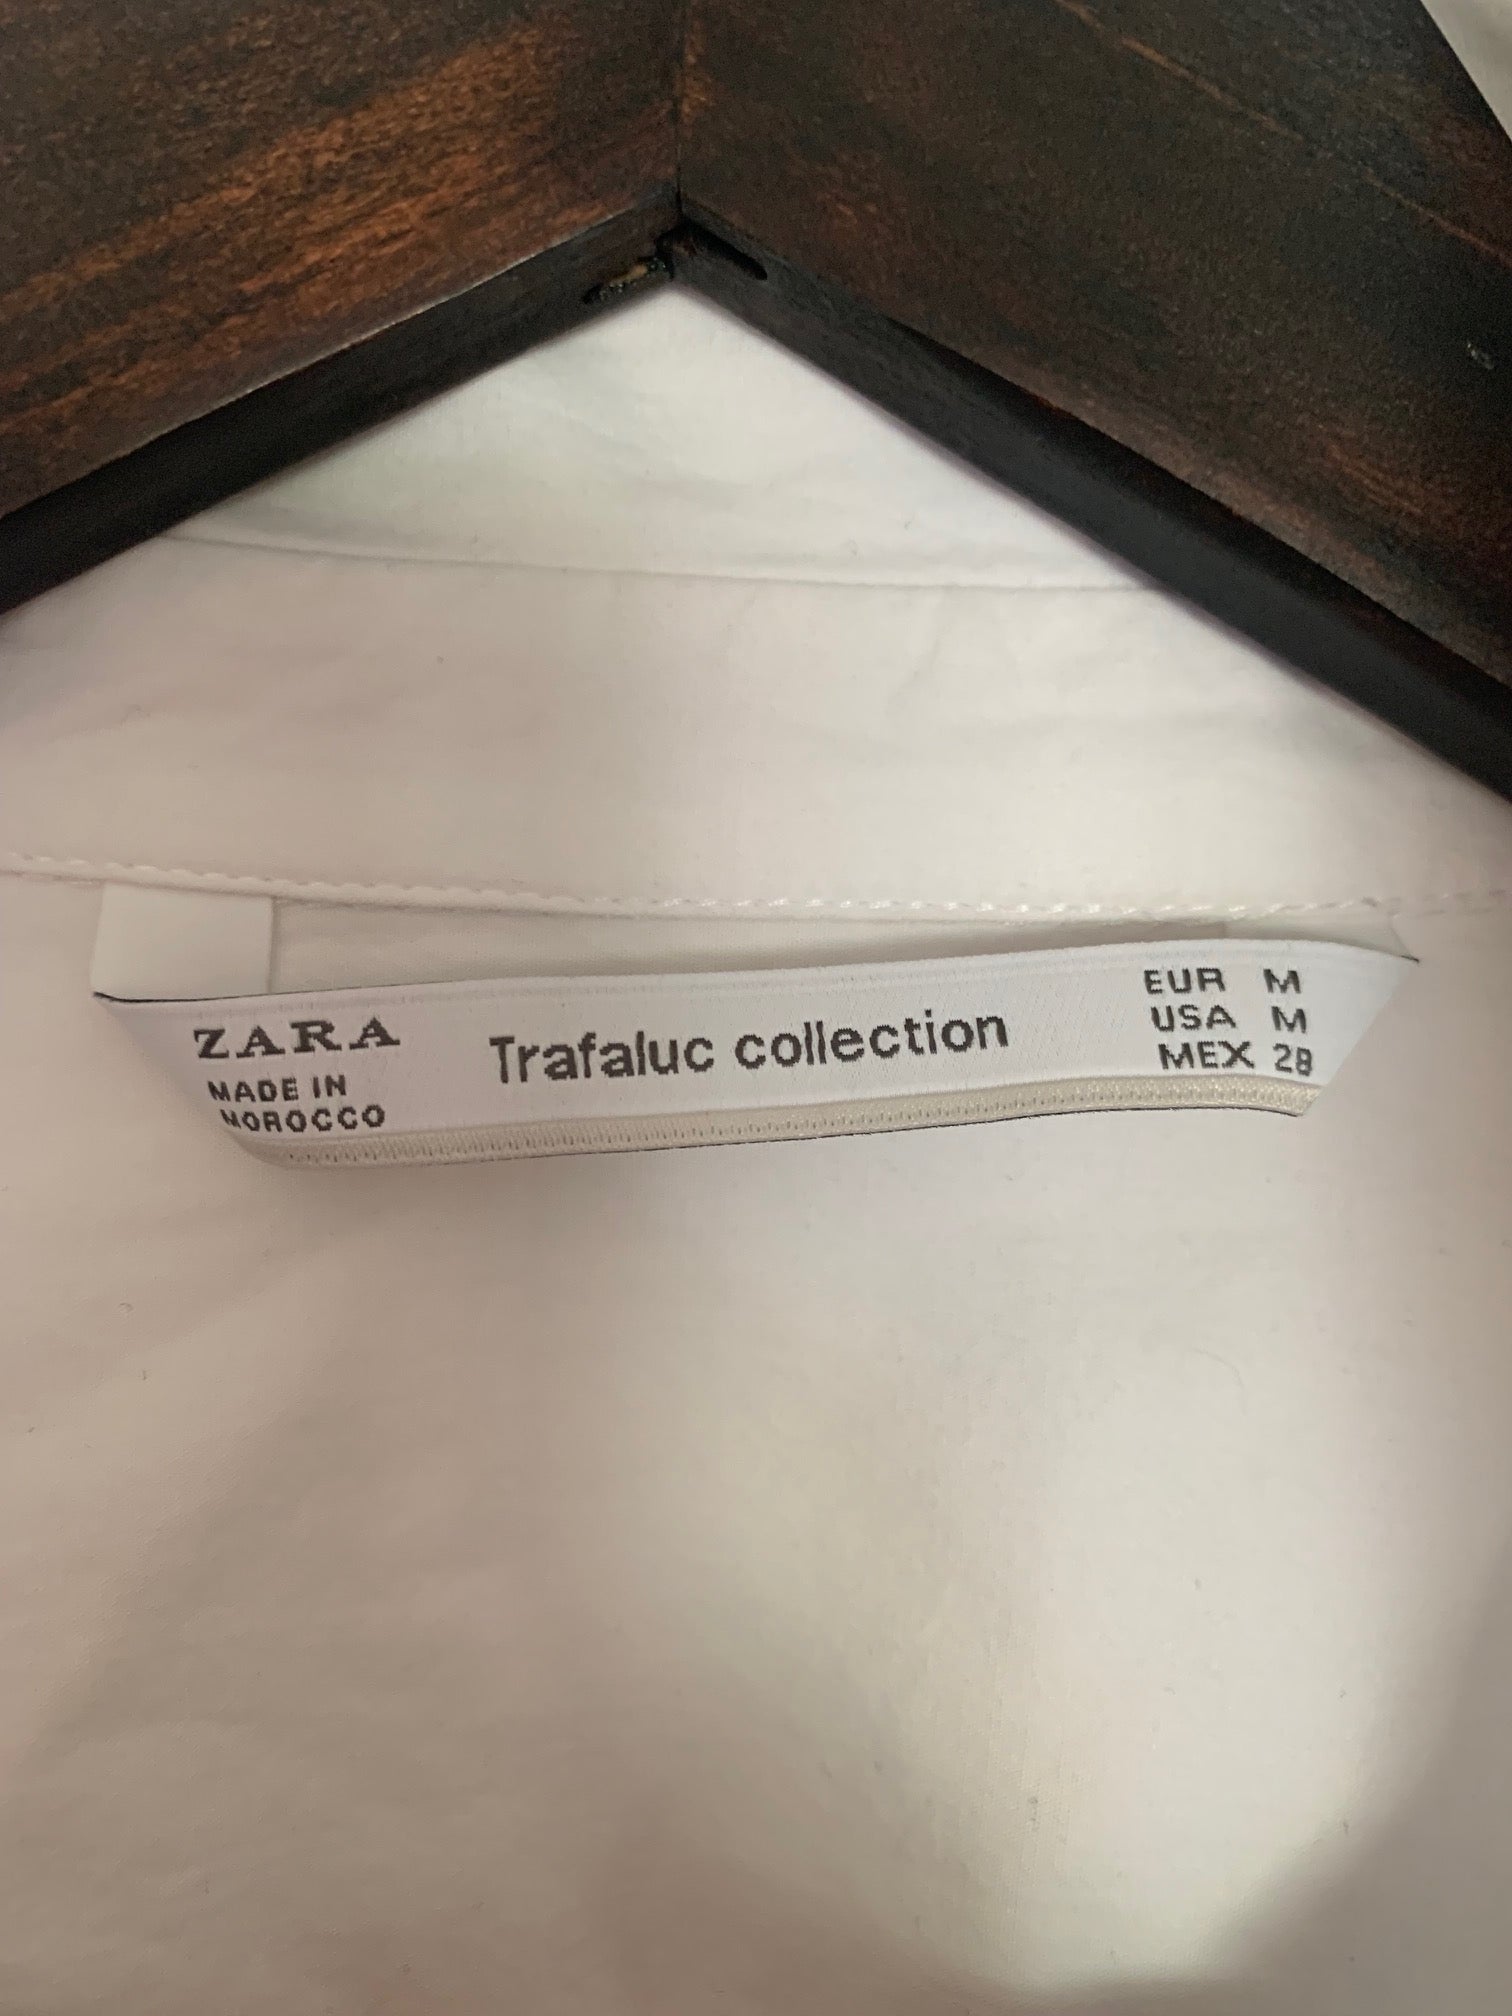 ZARA
MADE IN
MOROCCO
Trafaluc collection
EUR M
USA M
MEX 28